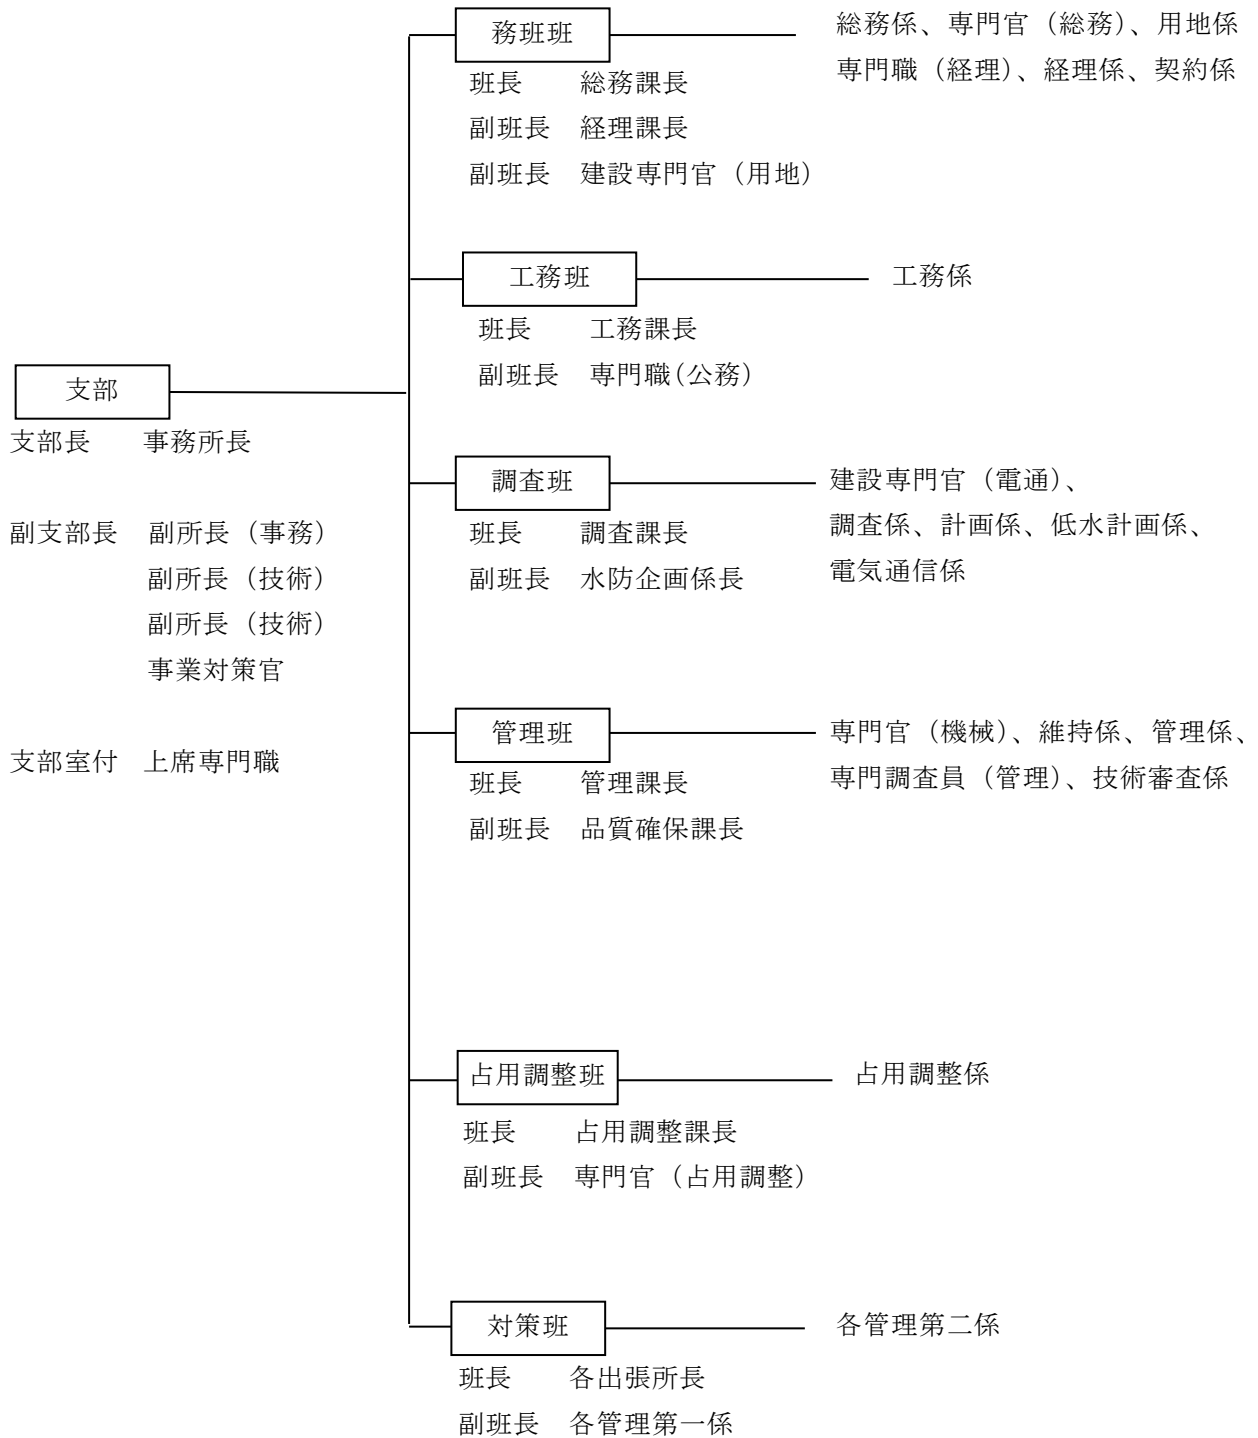 務班班
総務係、専門官（総務）、用地係
専門職（経理）、経理係、契約係
班長　総務課長
副班長　経理課長
副班長　建設専門官（用地）
工務班
工務係
班長　工務課長
副班長　専門職(公務)
支部
支部長　事務所長
副支部長　副所長（事務）
副所長（技術）
副所長（技術）
事業対策官
支部室付　上席専門職
調査班
建設専門官（電通）、
調査係、計画係、低水計画係、
電気通信係
班長　調査課長
副班長　水防企画係長
管理班
専門官（機械）、維持係、管理係、
専門調査員（管理）、技術審査係
班長　管理課長
副班長　品質確保課長
占用調整班
占用調整係
班長　占用調整課長
副班長　専門官（占用調整）
対策班
各管理第二係
班長　各出張所長
副班長　各管理第一係